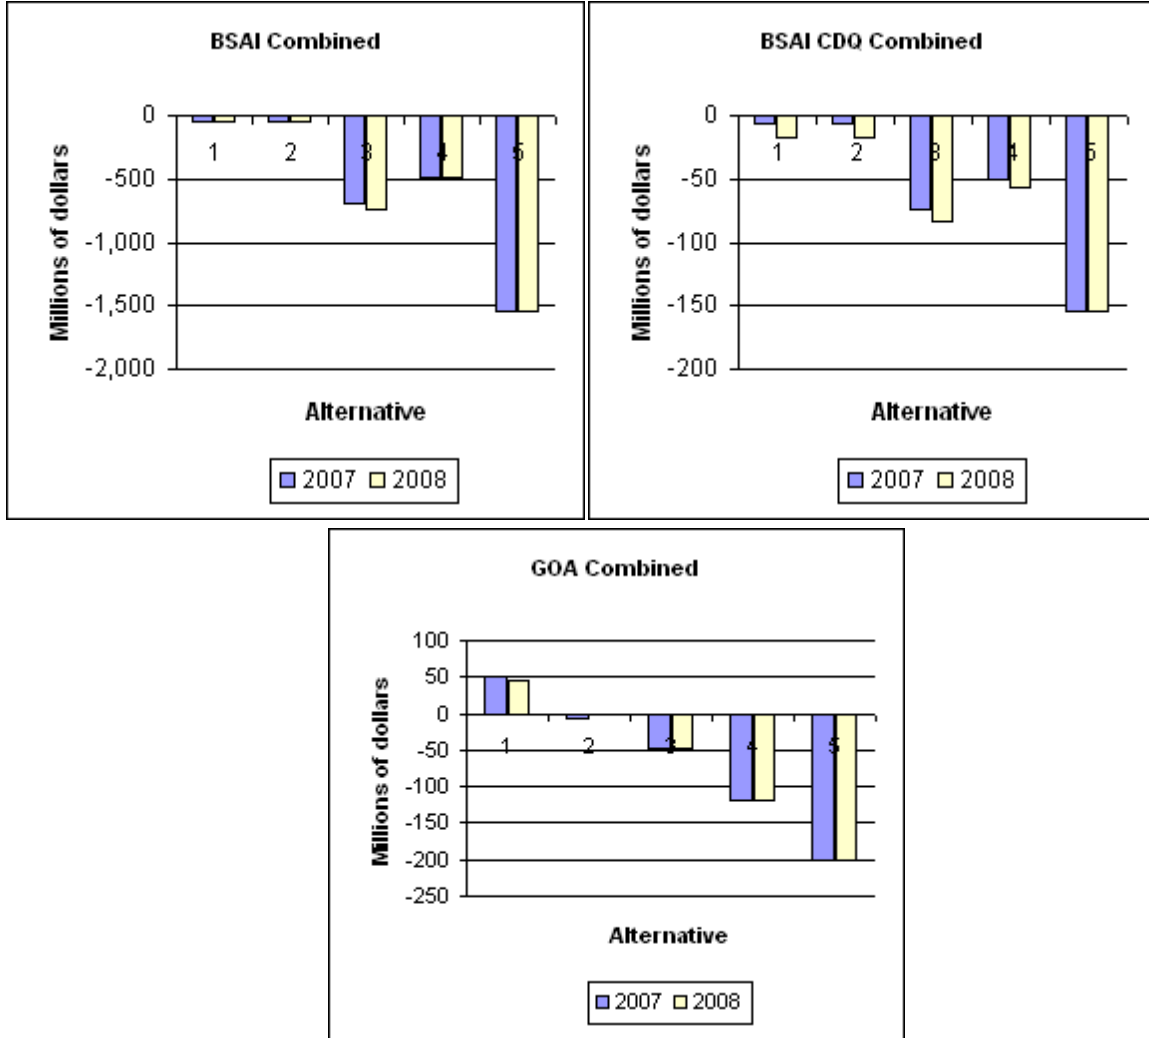 BSAI Combined
Millions of dollars
0
-500
-1,000
-1,500
-2,000
1 2 3 4 5
Alternative
2007 2008
BSAI CDQ Combined
Millions of dollars
0
-50
-100
-150
-200
1 2 3 4 5
Alternative
2007 2008
GOA Combined
Millions of dollars
100
50
0
-50
-100
-150
-200
-250
1 2 3 4 5
Alternative
2007 2008